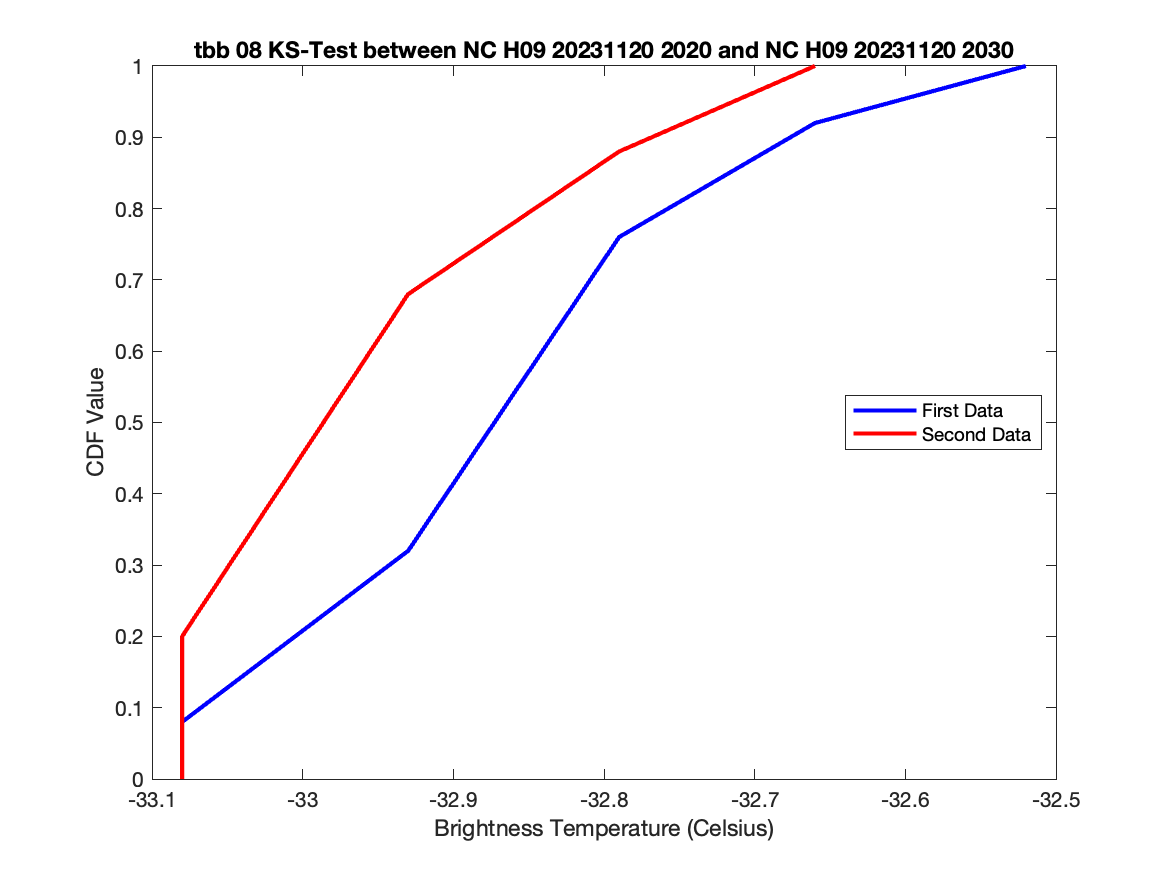 tbb 08 KS-Test between NC H09 20231120 2020 and NC H09 20231120 2030
1
0.9
0.8
0.7
0.6
0.5
0.4
0.3
0.2
0.1
0
CDF Value
First Data
Second Data
-33.1 -33 -32.9 -32.8 -32.7 -32.6 -32.5
Brightness Temperature (Celsius)